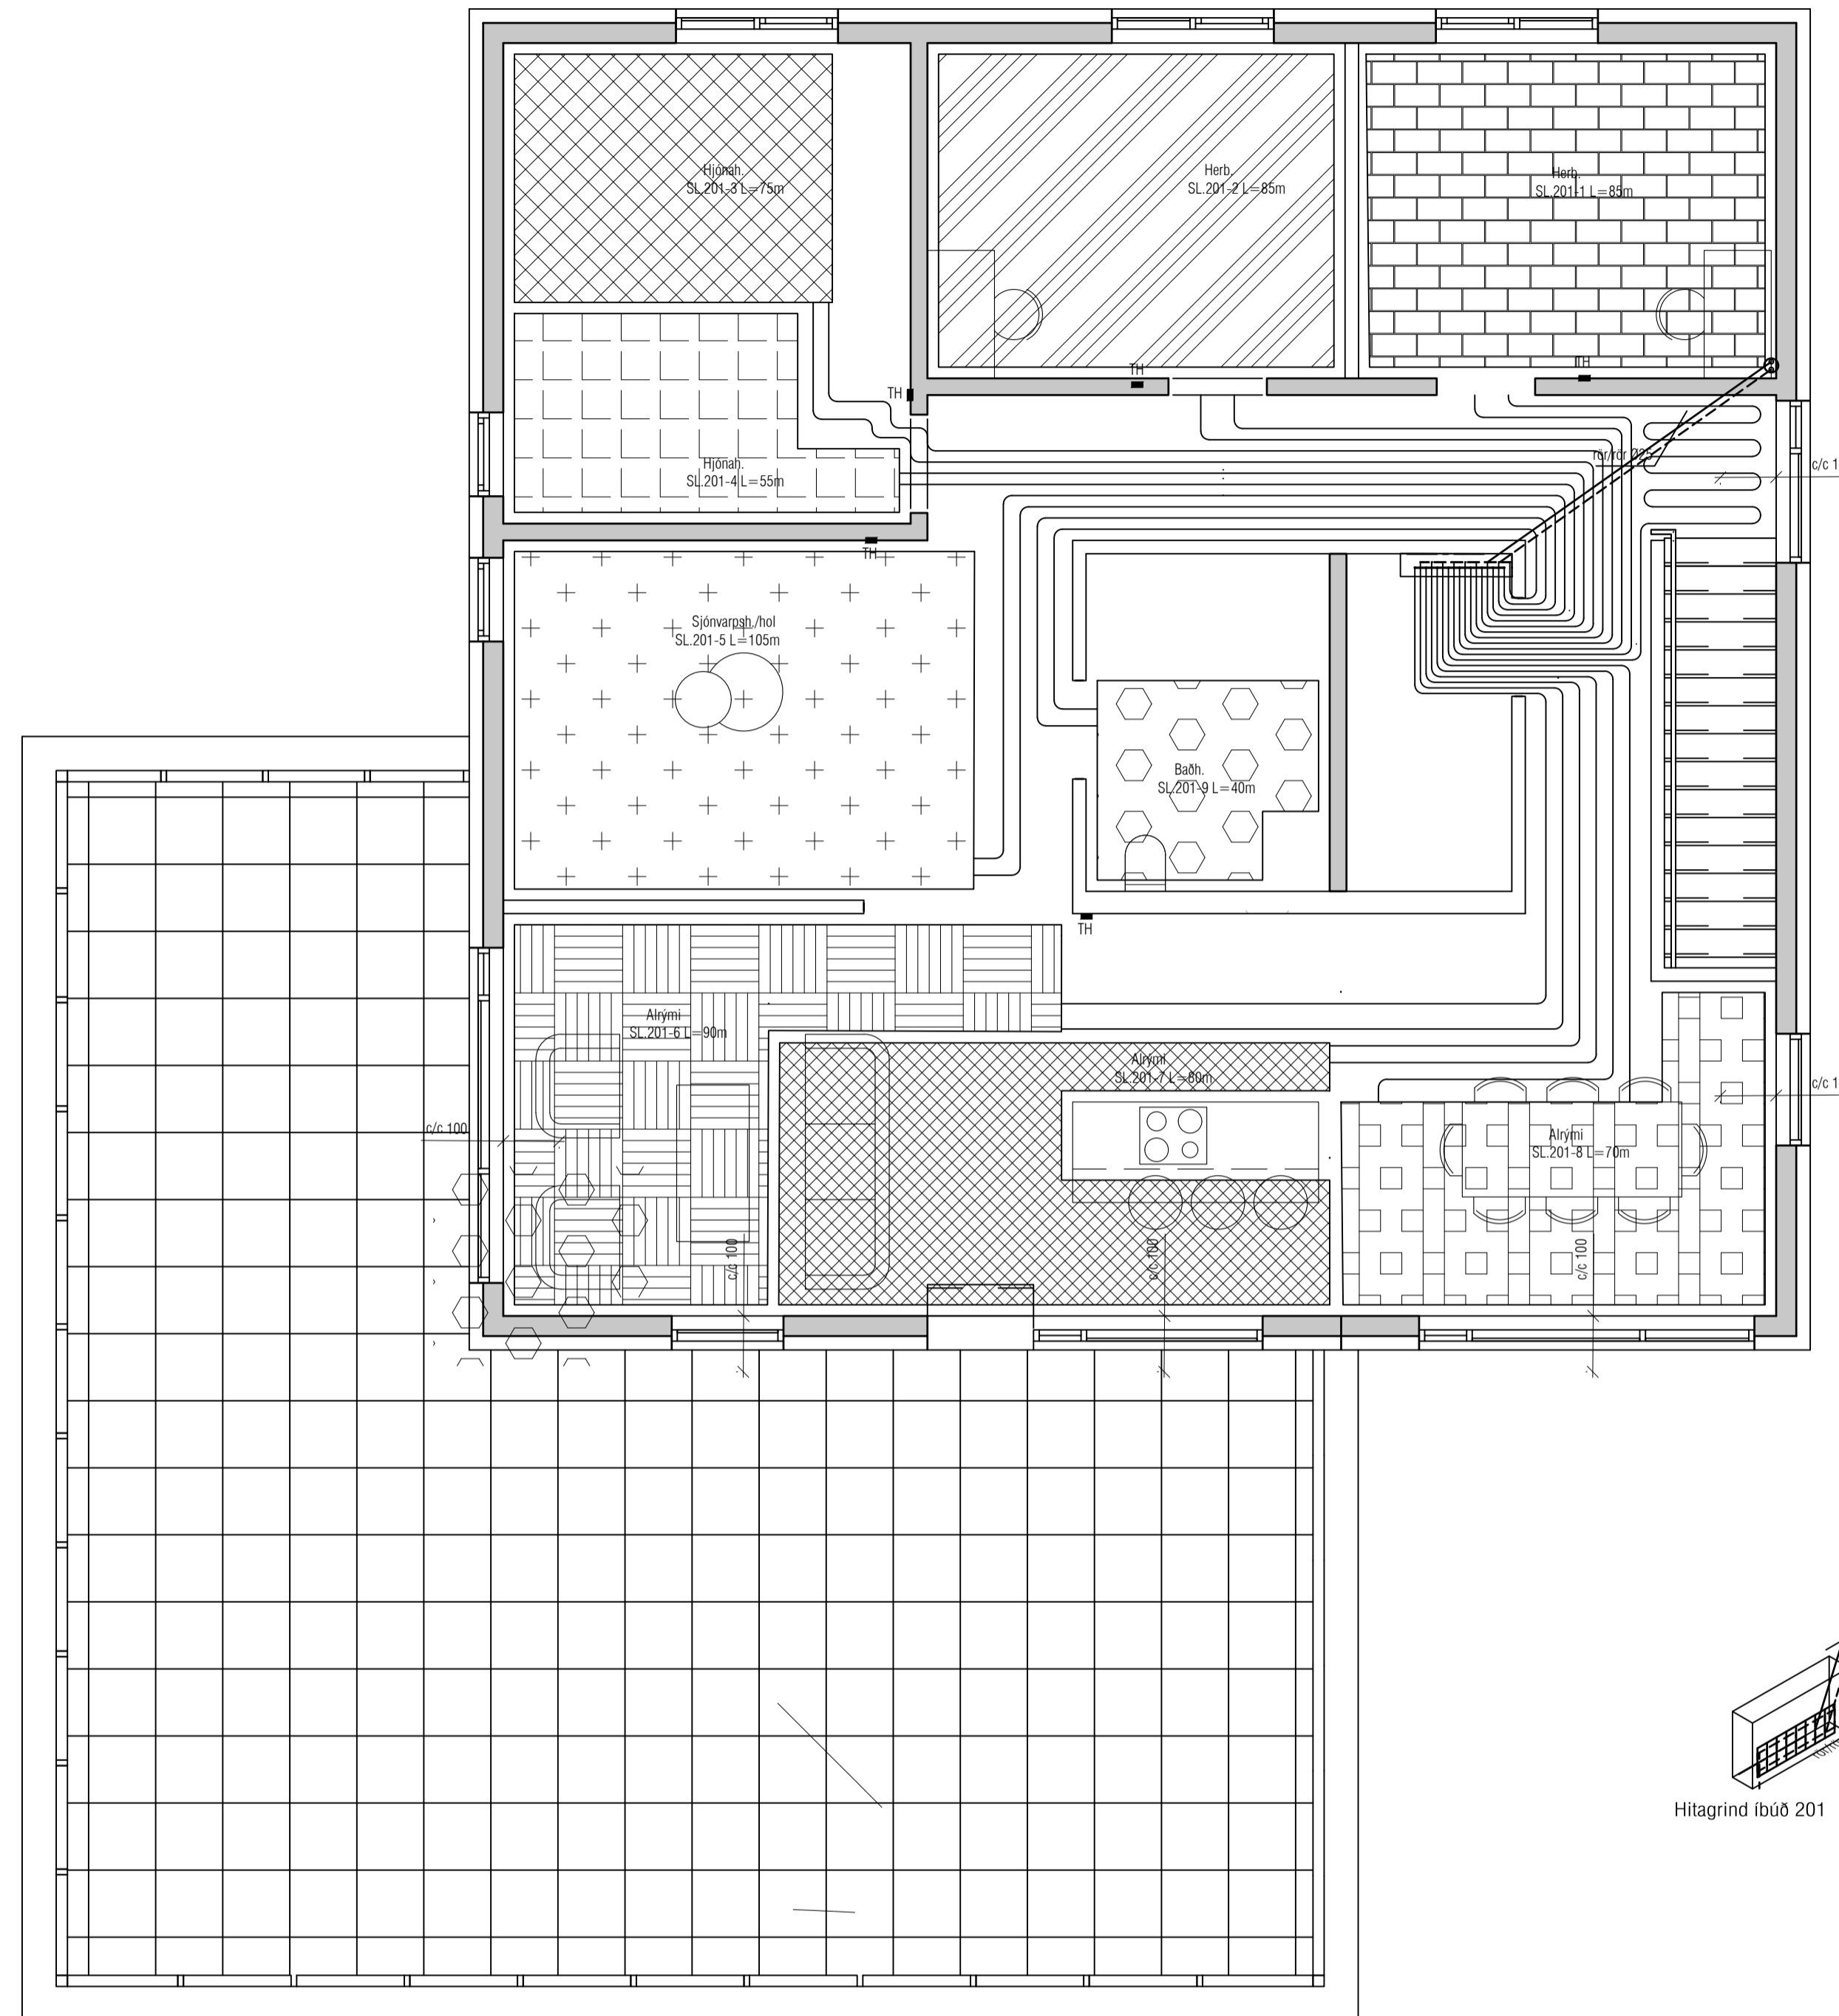 Hjónah.
SL.201-3 L=75m
Herb.
SL.201-2 L=85m
Herb.
SL.201-1 L=85m
TH
TH
TH
rör/rör Ø25
c/c 1
Hjónah.
SL.201-4 L=55m
TH
Sjónvarpsh./hol
SL.201-5 L=105m
Baðh.
SL.201-9 L=40m
TH
Alrými
SL.201-6 L=90m
Alrými
SL.201-7 L=80m
c/c 1
c/c 100
Alrými
SL.201-8 L=70m
c/c 100
c/c 100
c/c 100
Hitagrind íbúð 201